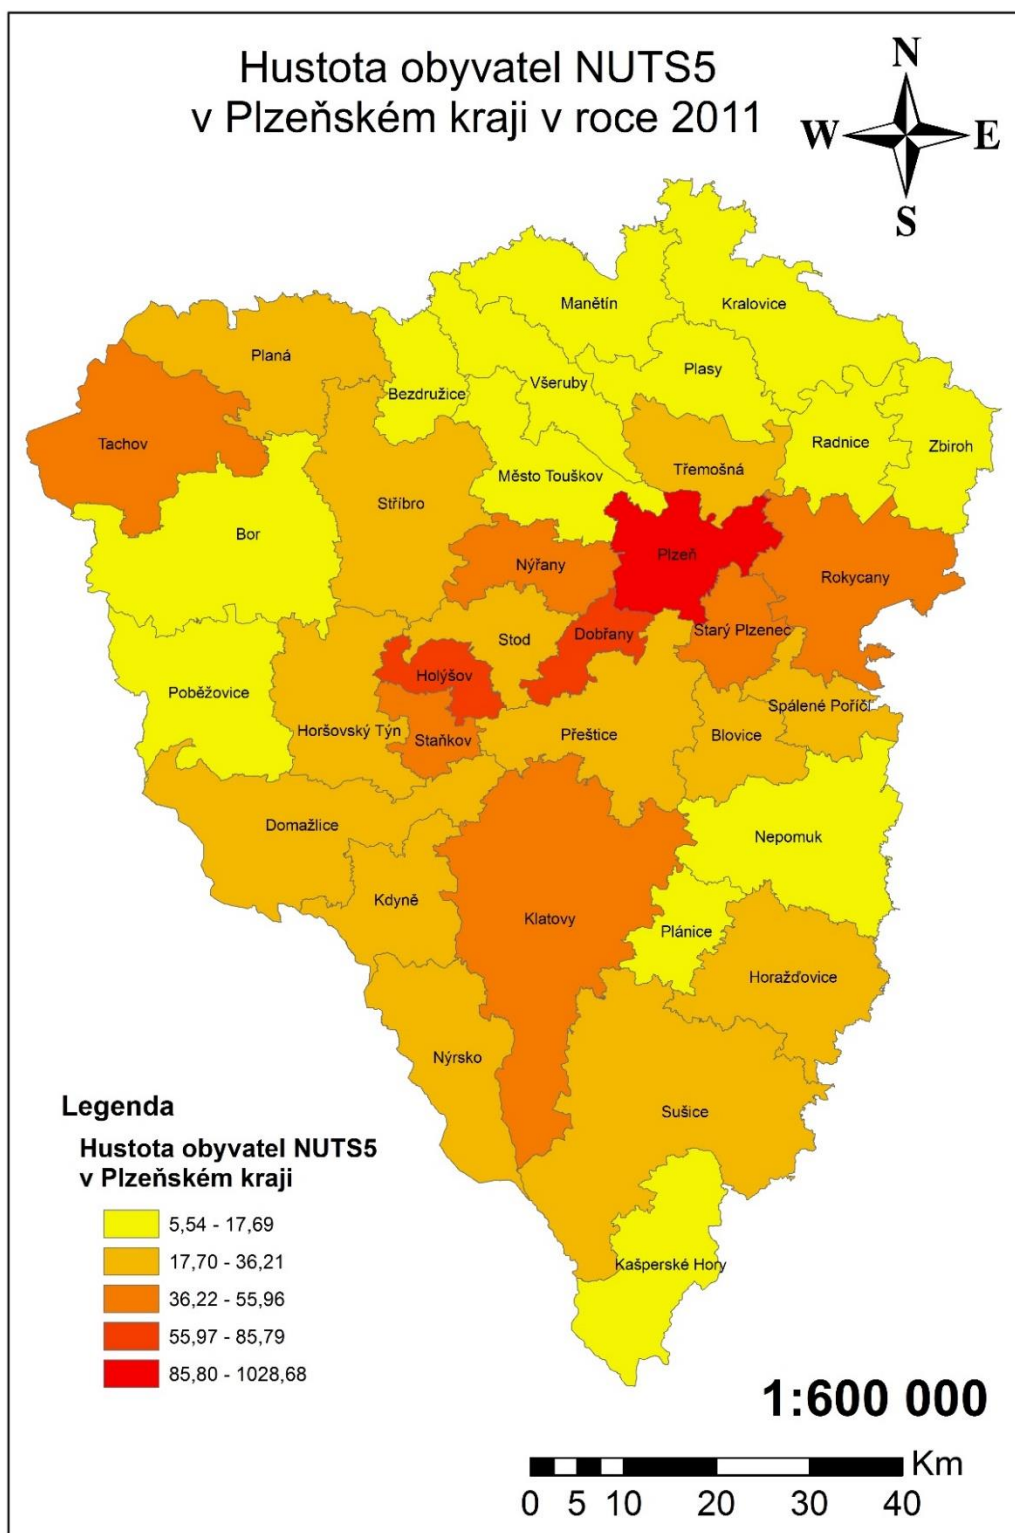 Hustota obyvatel NUTS5
v Plzeňském kraji v roce 2011
N
W E
S
Manětín
Kralovice
Planá
Plasy
Všeruby
Bezdružice
Tachov
Radnice
Zbiroh
Třemošná
Město Touškov
Stříbro
Bor
Plzeň
Nýřany
Rokycany
Starý Plzenec
Dobřany
Stod
Holýšov
Poběžovice
Spálené Poříčí
Horšovský Týn
Staňkov
Přeštice
Blovice
Domažlice
Nepomuk
Kdyně
Klatovy
Plánice
Horažďovice
Nýrsko
Sušice
Kašperské Hory
Legenda
Hustota obyvatel NUTS5
v Plzeňském kraji
5,54 - 17,69
17,70 - 36,21
36,22 - 55,96
55,97 - 85,79
85,80 - 1028,68
1:600 000
Km
0 5 10 20 30 40